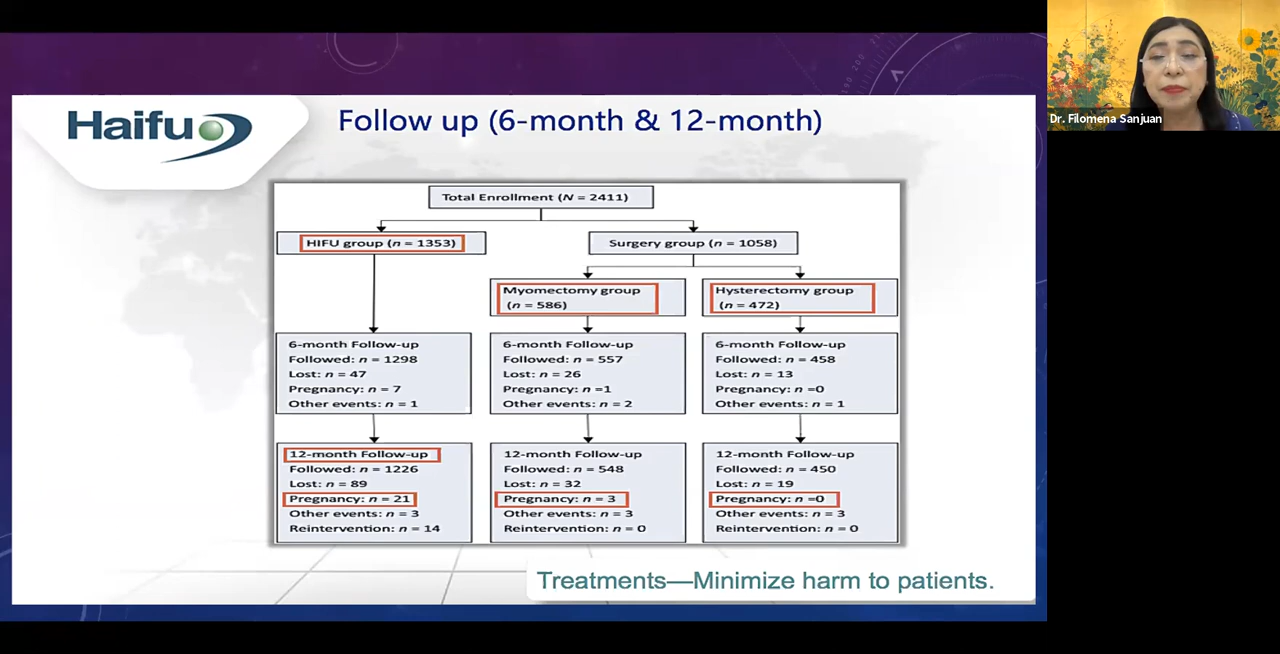 Haifu
Follow up (6-month & 12-month)
Dr. Filomena Sanjuan
Total Enrollment (N = 2411)
HIFU group (n = 1353)
Surgery group (n = 1058)
Myomectomy group
(n = 586)
Hysterectomy group
(n = 472)
6-month Follow-up
Followed: n = 1298
Lost: n = 47
Pregnancy: n = 7
Other events: n = 1
6-month Follow-up
Followed: n = 557
Lost: n = 26
Pregnancy: n =1
Other events: n = 2
6-month Follow-up
Followed: n = 458
Lost: n = 13
Pregnancy: n =0
Other events: n = 1
12-month Follow-up
Followed: n = 1226
Lost: n = 89
Pregnancy: n = 21
Other events: n = 3
Reintervention: n = 14
12-month Follow-up
Followed: n = 548
Lost: n = 32
Pregnancy: n = 3
Other events: n = 3
Reintervention: n = 0
12-month Follow-up
Followed: n = 450
Lost: n = 19
Pregnancy: n =0
Other events: n = 3
Reintervention: n = 0
Treatments—Minimize harm to patients.